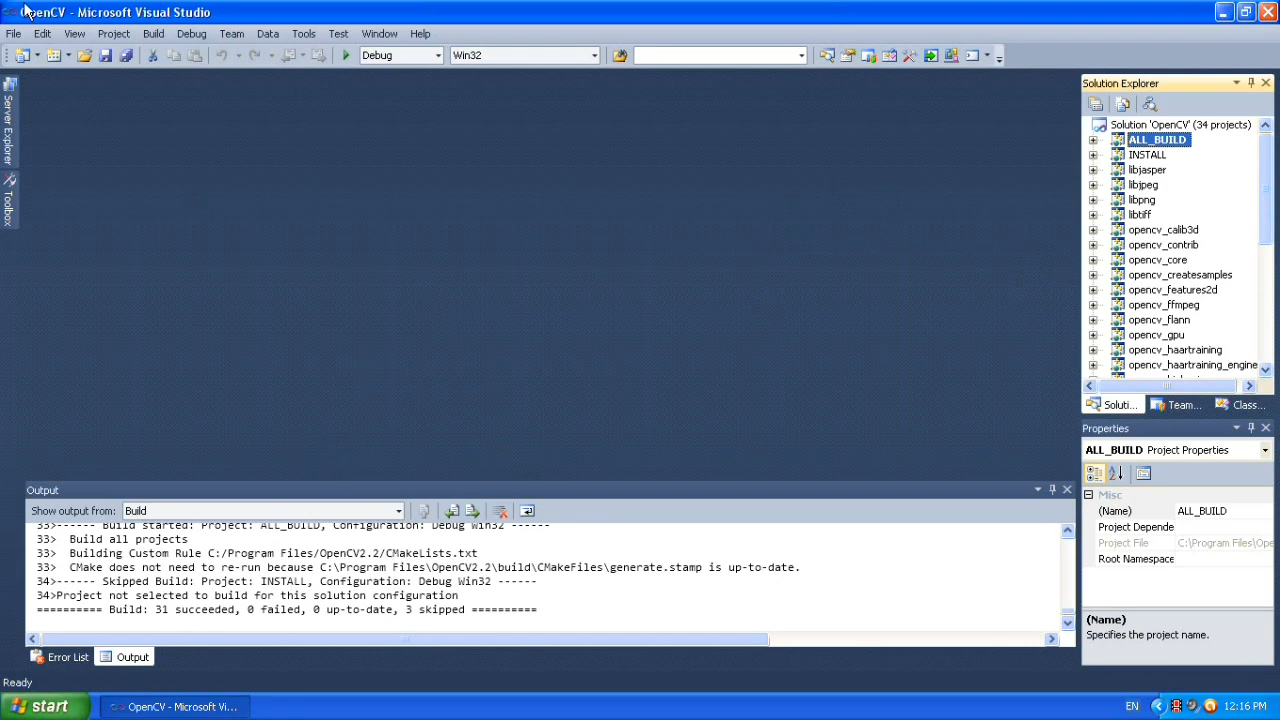 OpenCV - Microsoft Visual Studio
File Edit View Project Build Debug Team Data Tools Test Window Help
Debug Win32
Server Explorer
Toolbox
Solution Explorer
Solution 'OpenCV' (34 projects)
ALL_BUILD
INSTALL
libjasper
libjpeg
libpng
libtiff
opencv_calib3d
opencv_contrib
opencv_core
opencv_createsamples
opencv_features2d
opencv_ffmpeg
opencv_flann
opencv_gpu
opencv_haartraining
opencv_haartraining_engine
Soluti... Team... Class...
Properties
ALL_BUILD Project Properties
Misc
(Name) ALL_BUILD
Project Depende
Project File C:\Program Files\Ope
Root Namespace
(Name)
Specifies the project name.
Output
Show output from: Build
33>------ Build started: Project: ALL_BUILD, Configuration: Debug Win32 ------
33> Build all projects
33> Building Custom Rule C:/Program Files/OpenCV2.2/CMakeLists.txt
33> CMake does not need to re-run because C:\Program Files\OpenCV2.2\build\CMakeFiles\generate.stamp is up-to-date.
34>------ Skipped Build: Project: INSTALL, Configuration: Debug Win32 ------
34>Project not selected to build for this solution configuration
========== Build: 31 succeeded, 0 failed, 0 up-to-date, 3 skipped ==========
Error List Output
Ready
start OpenCV - Microsoft Vi... EN 12:16 PM